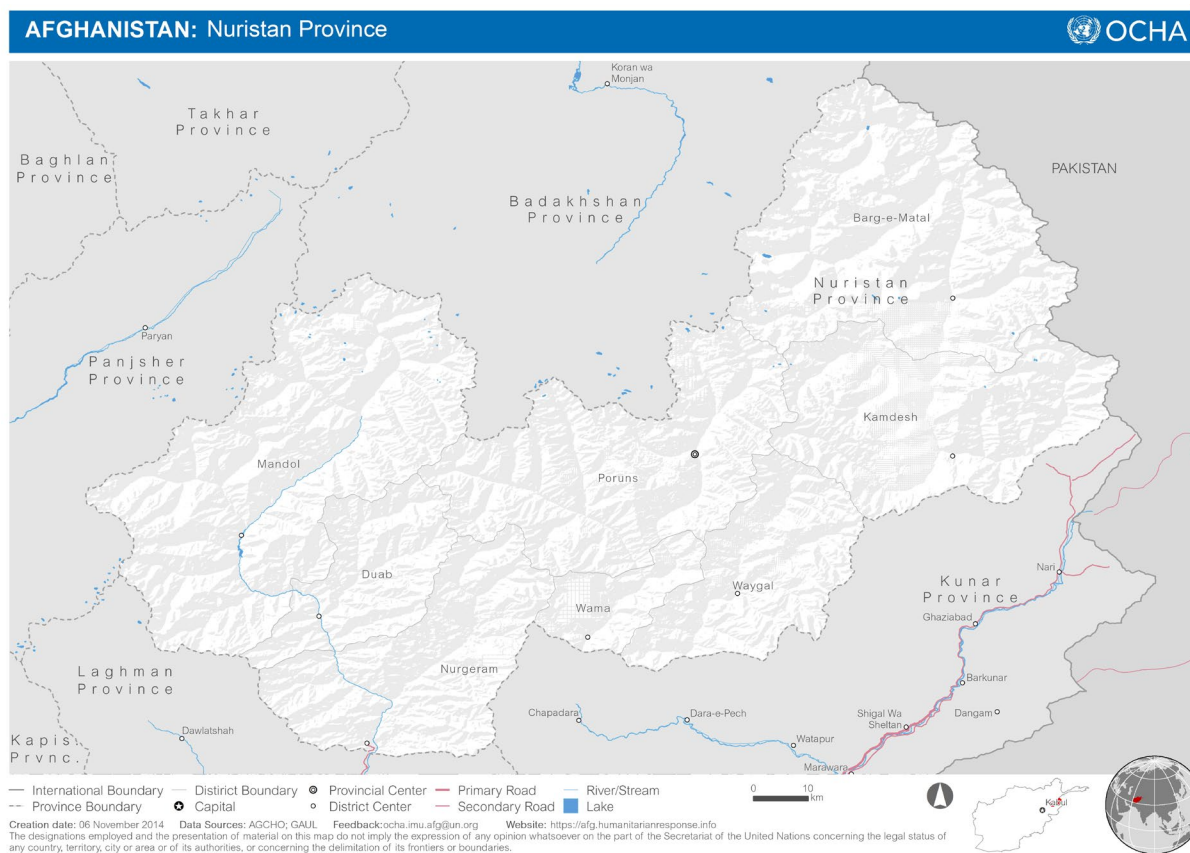 AFGHANISTAN: Nuristan Province
OCHA
Koran wa
Monjan
Takhar
Province
Baghlan
Province
PAKISTAN
Badakhshan
Province
Barg-e-Matal
Nuristan
Province
Paryan
Panjsher
Province
Kamdesh
Mandol
Poruns
Duab
Wama
Waygal
Nari
Kunar
Province
Ghaziabad
Nurgeram
Laghman
Province
Barkunar
Chapadara
Dara-e-Pech
Shigal Wa
Sheltan
Dangam
Dawlatshah
Watapur
Kapis.
Prvnc.
Marawara
International Boundary
District Boundary
Provincial Center
Primary Road
River/Stream
Province Boundary
Capital
District Center
Secondary Road
Lake
0 10
km
Kabul
Creation date: 06 November 2014 Data Sources: AGCHO; GAUL Feedback:ocha.imu.afg@un.org Website: https://afg.humanitarianresponse.info
The designations employed and the presentation of material on this map do not imply the expression of any opinion whatsoever on the part of the Secretariat of the United Nations concerning the legal status of
any country, territory, city or area or of its authorities, or concerning the delimitation of its frontiers or boundaries.